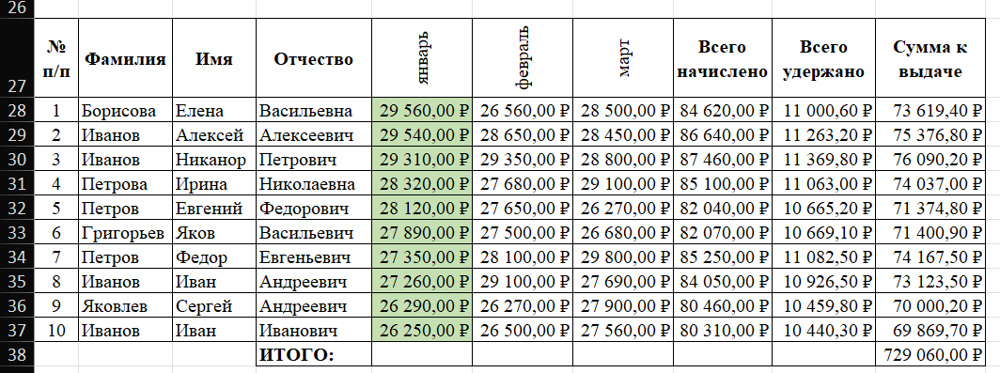 26
27 № п/п Фамилия Имя Отчество январь февраль март Всего начислено Всего удержано Сумма к выдаче
28 1 Борисова Елена Васильевна 29 560,00 ₽ 26 560,00 ₽ 28 500,00 ₽ 84 620,00 ₽ 11 000,60 ₽ 73 619,40 ₽
29 2 Иванов Алексей Алексеевич 29 540,00 ₽ 28 650,00 ₽ 28 450,00 ₽ 86 640,00 ₽ 11 263,20 ₽ 75 376,80 ₽
30 3 Иванов Никанор Петрович 29 310,00 ₽ 29 350,00 ₽ 28 800,00 ₽ 87 460,00 ₽ 11 369,80 ₽ 76 090,20 ₽
31 4 Петрова Ирина Николаевна 28 320,00 ₽ 27 680,00 ₽ 29 100,00 ₽ 85 100,00 ₽ 11 063,00 ₽ 74 037,00 ₽
32 5 Петров Евгений Федорович 28 120,00 ₽ 27 650,00 ₽ 26 270,00 ₽ 82 040,00 ₽ 10 665,20 ₽ 71 374,80 ₽
33 6 Григорьев Яков Васильевич 27 890,00 ₽ 27 500,00 ₽ 26 680,00 ₽ 82 070,00 ₽ 10 669,10 ₽ 71 400,90 ₽
34 7 Петров Федор Евгеньевич 27 350,00 ₽ 28 100,00 ₽ 29 800,00 ₽ 85 250,00 ₽ 11 082,50 ₽ 74 167,50 ₽
35 8 Иванов Иван Андреевич 27 260,00 ₽ 29 100,00 ₽ 27 690,00 ₽ 84 050,00 ₽ 10 926,50 ₽ 73 123,50 ₽
36 9 Яковлев Сергей Андреевич 26 290,00 ₽ 26 270,00 ₽ 27 900,00 ₽ 80 460,00 ₽ 10 459,80 ₽ 70 000,20 ₽
37 10 Иванов Иван Иванович 26 250,00 ₽ 26 500,00 ₽ 27 560,00 ₽ 80 310,00 ₽ 10 440,30 ₽ 69 869,70 ₽
38 ИТОГО: 729 060,00 ₽